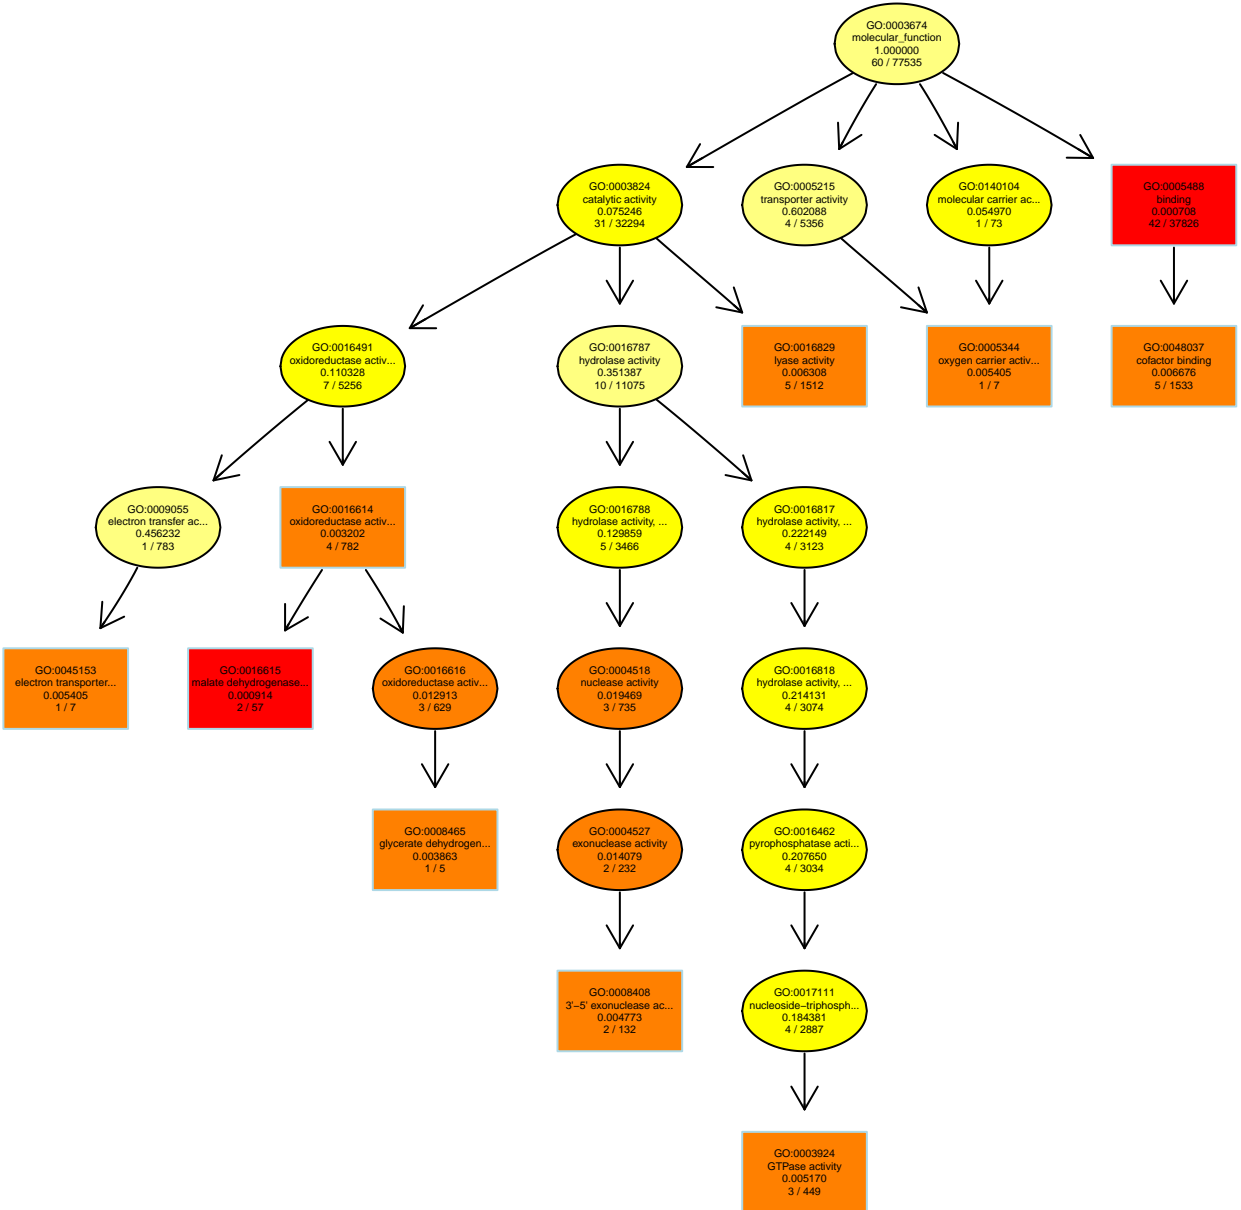 GO:0003674
molecular_function
1.000000
60 / 77535
GO:0003824
catalytic activity
0.075246
31 / 32294
GO:0005215
transporter activity
0.602088
4 / 5356
GO:0140104
molecular carrier ac...
0.054970
1 / 73
GO:0005488
binding
0.000708
42 / 37826
GO:0016491
oxidoreductase activ...
0.110328
7 / 5256
GO:0016787
hydrolase activity
0.351387
10 / 11075
GO:0016829
lyase activity
0.006308
5 / 1512
GO:0005344
oxygen carrier activ...
0.005405
1 / 7
GO:0048037
cofactor binding
0.006676
5 / 1533
GO:0009055
electron transfer ac...
0.456232
1 / 783
GO:0016614
oxidoreductase activ...
0.003202
4 / 782
GO:0016788
hydrolase activity, ...
0.129859
5 / 3466
GO:0016817
hydrolase activity, ...
0.222149
4 / 3123
GO:0045153
electron transporter...
0.005405
1 / 7
GO:0016615
malate dehydrogenase...
0.000914
2 / 57
GO:0016616
oxidoreductase activ...
0.012913
3 / 629
GO:0004518
nuclease activity
0.019469
3 / 735
GO:0016818
hydrolase activity, ...
0.214131
4 / 3074
GO:0008465
glycerate dehydrogen...
0.003863
1 / 5
GO:0004527
exonuclease activity
0.014079
2 / 232
GO:0016462
pyrophosphatase acti...
0.207650
4 / 3034
GO:0008408
3'−5' exonuclease ac...
0.004773
2 / 132
GO:0017111
nucleoside−triphosph...
0.184381
4 / 2887
GO:0003924
GTPase activity
0.005170
3 / 449